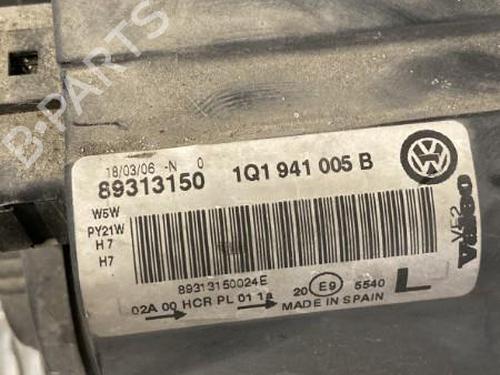 B-PARTS
18/03/06 -N 0
89313150 1Q1 941 005 B
W5W
PY21W
H7
H7
VF2
Valeo
89313150024E
02A 00 HCR PL 01 1a 20 E9 5540 L
MADE IN SPAIN